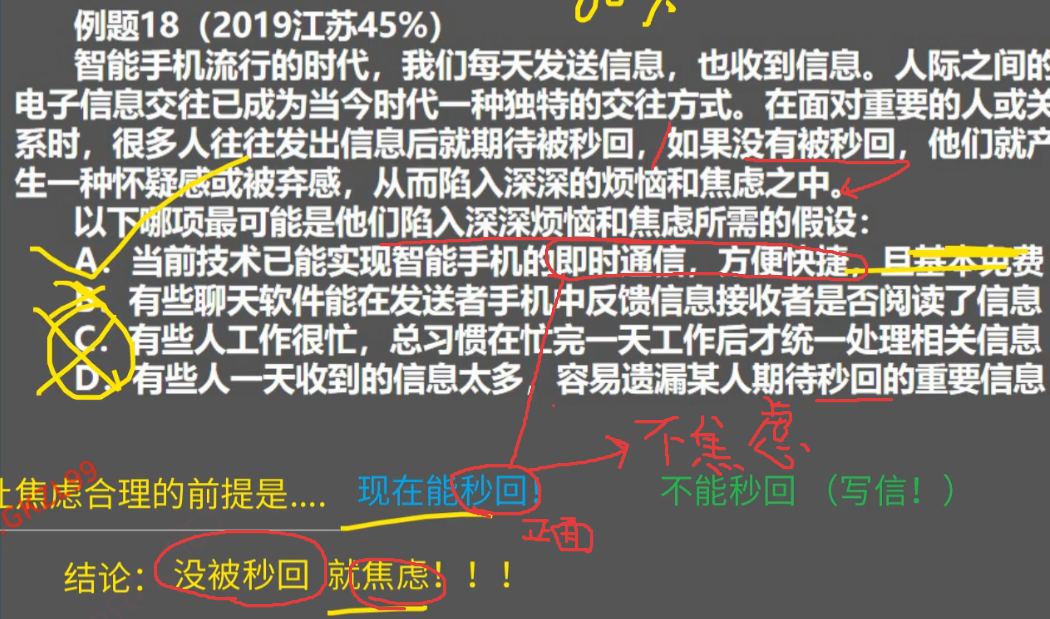 例题18（2019江苏45%）
智能手机流行的时代，我们每天发送信息，也收到信息。人际之间的
电子信息交往已成为当今时代一种独特的交往方式。在面对重要的人或关
系时，很多人往往发出信息后就期待被秒回，如果没有被秒回，他们就产
生一种怀疑感或被弃感，从而陷入深深的烦恼和焦虑之中。
以下哪项最可能是他们陷入深深烦恼和焦虑所需的假设：
A．当前技术已能实现智能手机的即时通信，方便快捷，且基本免费
B．有些聊天软件能在发送者手机中反馈信息接收者是否阅读了信息
C．有些人工作很忙，总习惯在忙完一天工作后才统一处理相关信息
D．有些人一天收到的信息太多，容易遗漏某人期待秒回的重要信息
不焦虑
让焦虑合理的前提是.... 现在能秒回！ 不能秒回 （写信！）
正面
结论： 没被秒回 就焦虑！！！